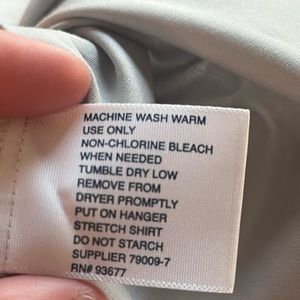 MACHINE WASH WARM
USE ONLY
NON-CHLORINE BLEACH
WHEN NEEDED
TUMBLE DRY LOW
REMOVE FROM
DRYER PROMPTLY
PUT ON HANGER
STRETCH SHIRT
DO NOT STARCH
SUPPLIER 79009-7
RN# 93677